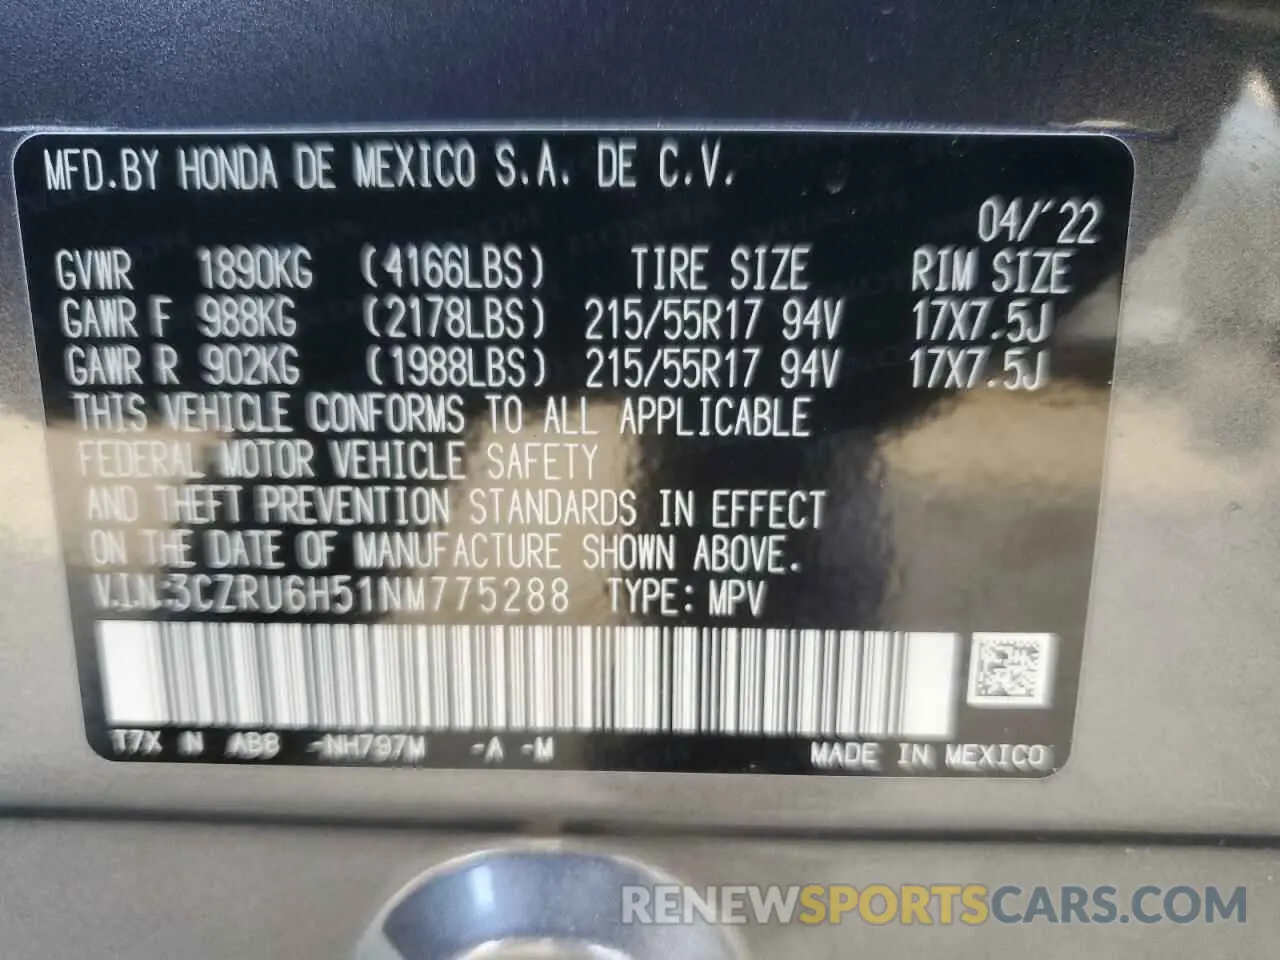 MFD.BY HONDA DE MEXICO S.A. DE C.V.
04/'22
GVWR 1890KG (4166LBS) TIRE SIZE RIM SIZE
GAWR F 988KG (2178LBS) 215/55R17 94V 17X7.5J
GAWR R 902KG (1988LBS) 215/55R17 94V 17X7.5J
THIS VEHICLE CONFORMS TO ALL APPLICABLE
FEDERAL MOTOR VEHICLE SAFETY
AND THEFT PREVENTION STANDARDS IN EFFECT
ON THE DATE OF MANUFACTURE SHOWN ABOVE.
V.I.N:3CZRU6H51NM775288 TYPE: MPV
T7X N AB8 -NH797M -A -M MADE IN MEXICO
RENEWSPORTSCARS.COM